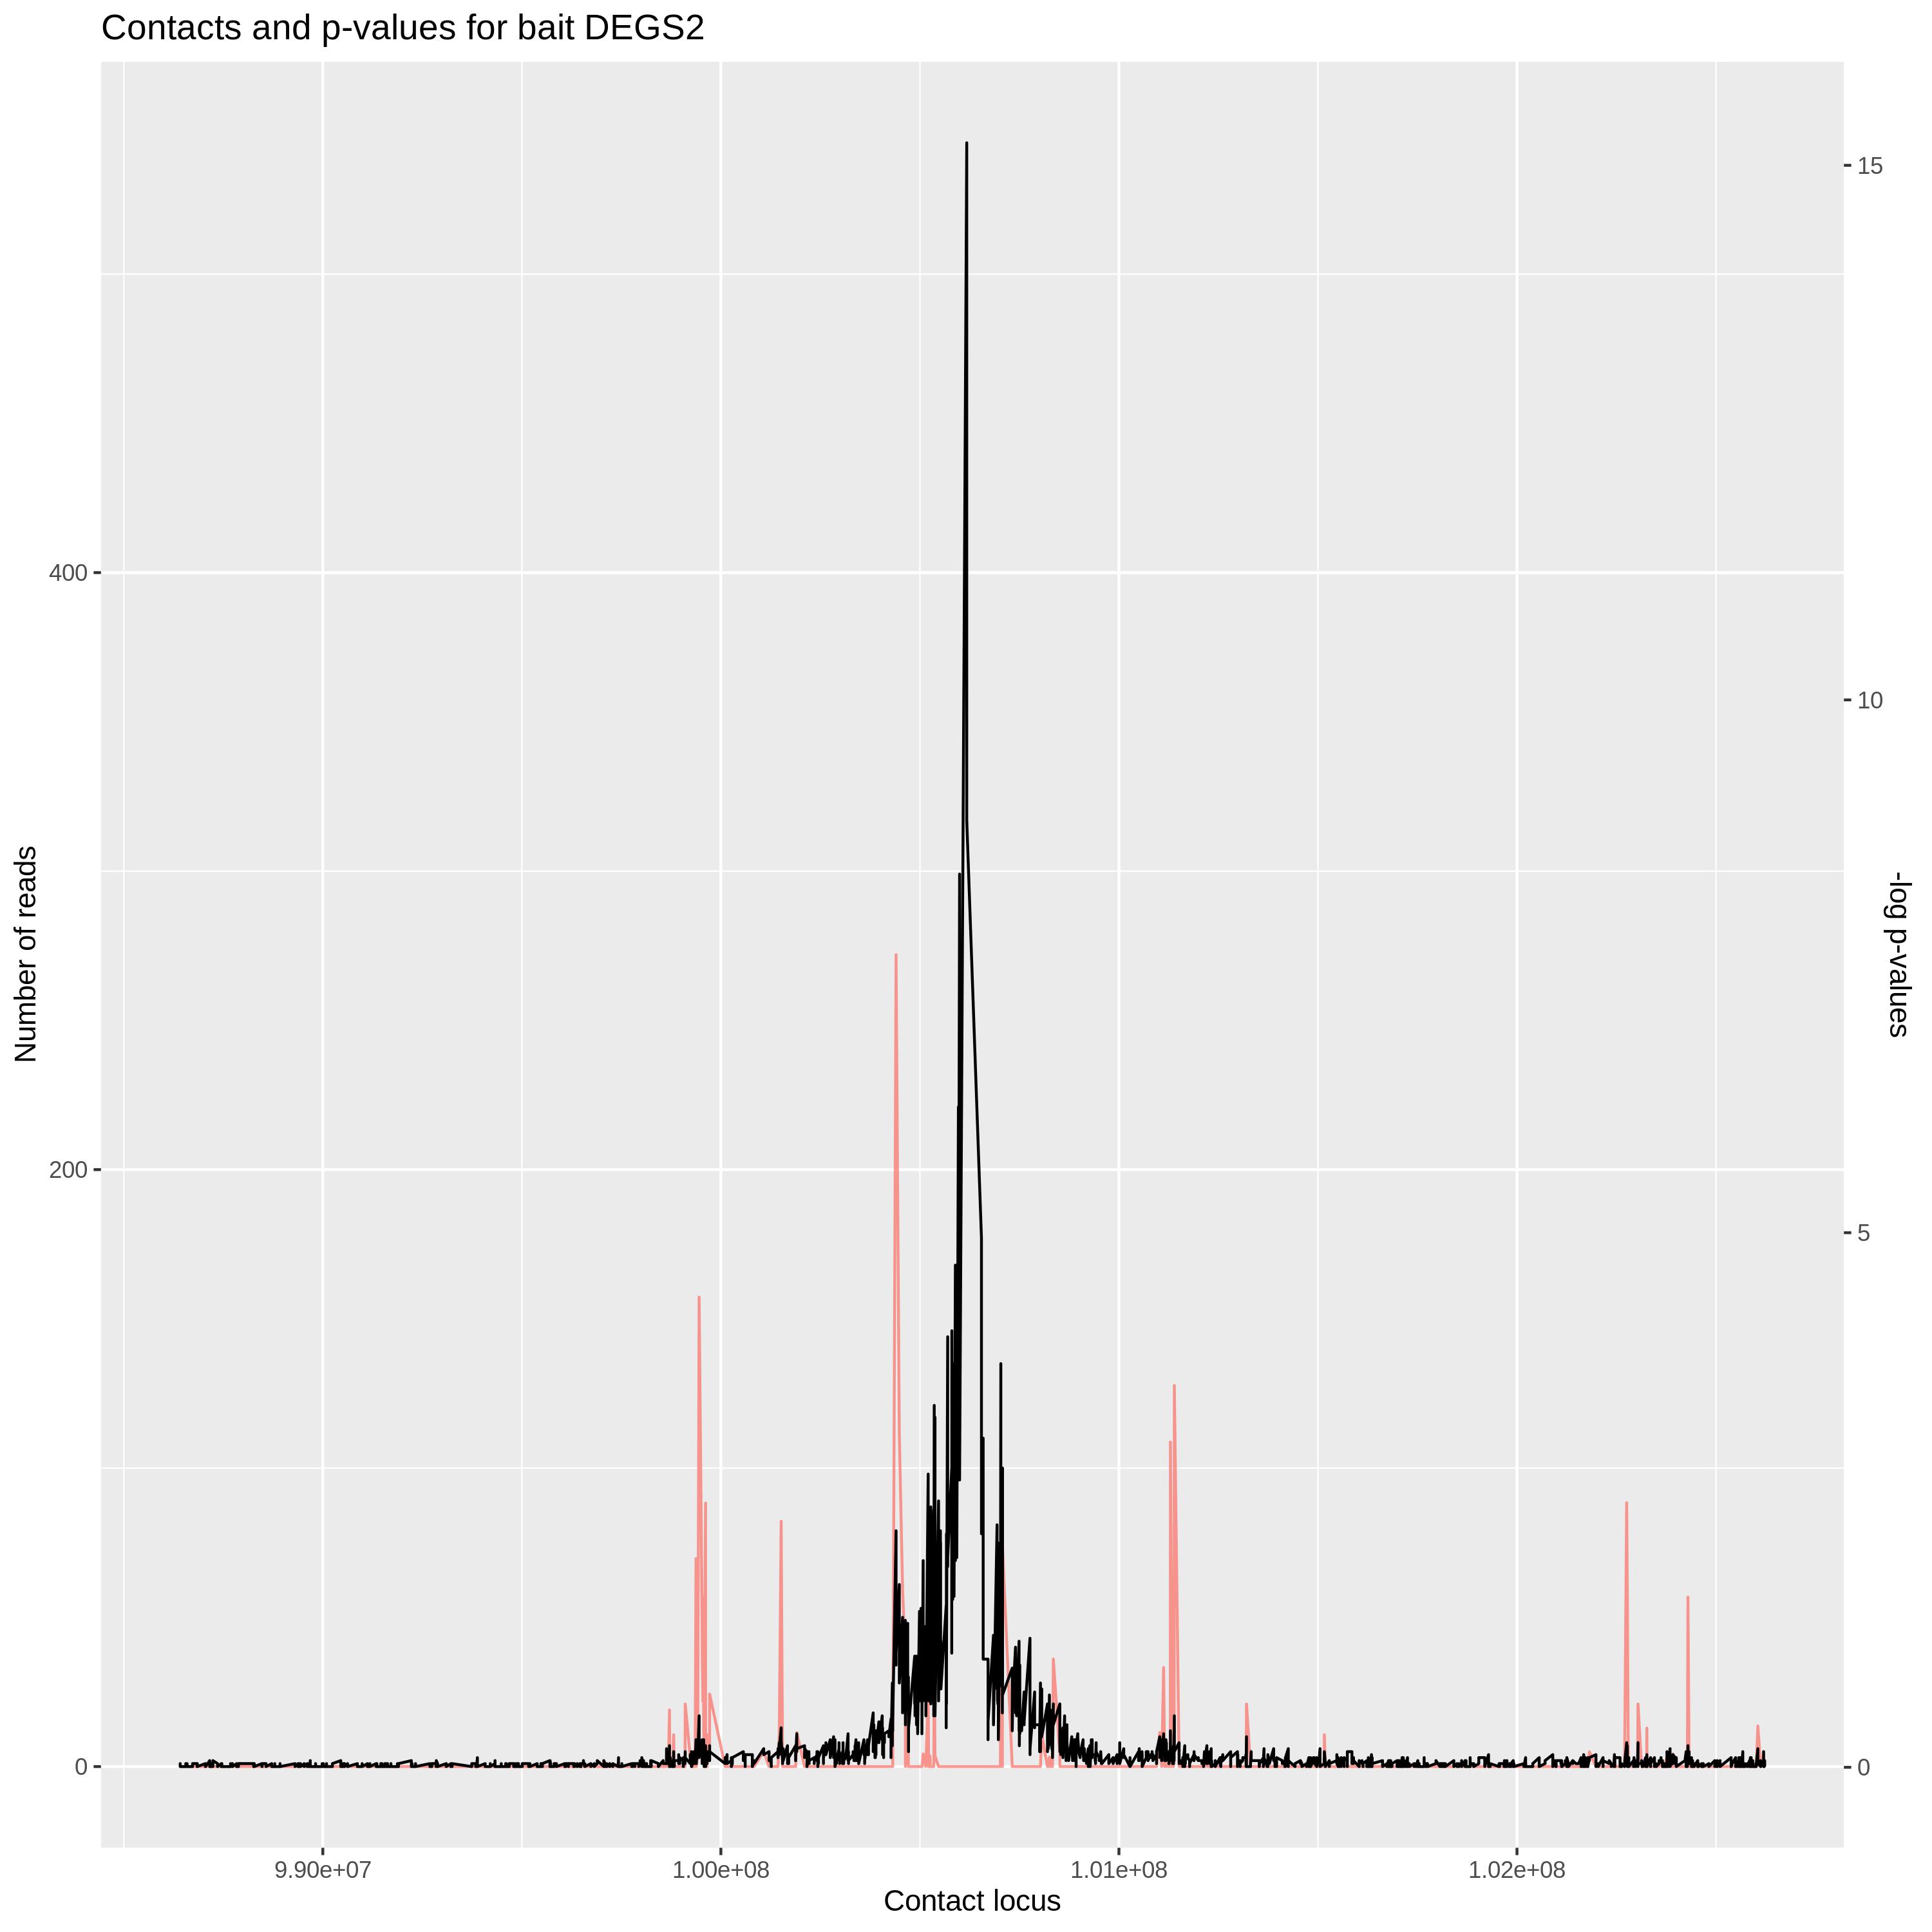 Contacts and p-values for bait DEGS2
Number of reads
400
200
0
15
10
5
0
-log p-values
9.90e+07
1.00e+08
1.01e+08
1.02e+08
Contact locus